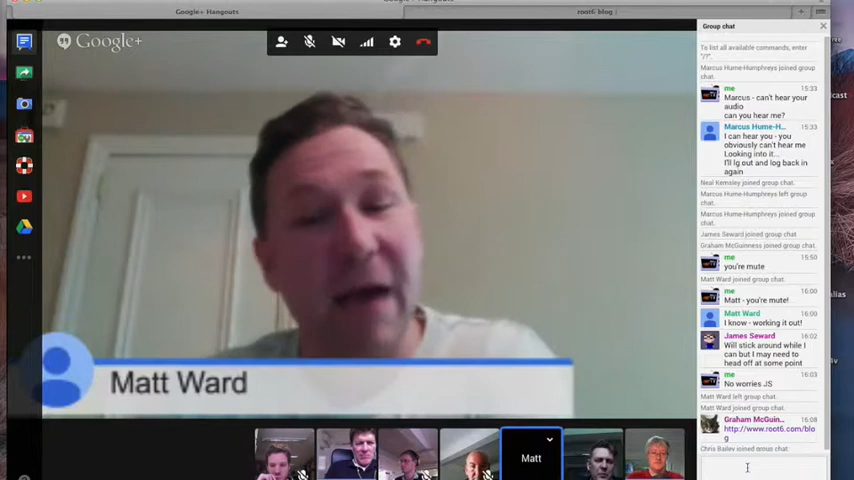 Google+ Hangouts
Google+ Hangouts
root6 blog
Google+
Group chat
To list all available commands, enter
"/?"
Marcus Hume-Humphreys joined group
chat.
me 15:33
Marcus - can't hear your
audio
can you hear me?
Marcus Hume-H... 15:33
I can hear you - you
obviously can't hear me
Looking into it...
I'll lg out and log back in
again
Neal Kemsley joined group chat.
Marcus Hume-Humphreys left group
chat.
Marcus Hume-Humphreys joined group
chat.
James Seward joined group chat.
Graham McGuinness joined group chat.
me 15:50
you're mute
Matt Ward joined group chat.
me 16:00
Matt - you're mute!
Matt Ward 16:00
I know - working it out!
James Seward 16:02
Will stick around while I
can but I may need to
head off at some point
me 16:03
No worries JS
Matt Ward left group chat.
Matt Ward joined group chat.
Graham McGuin... 16:08
http://www.root6.com/blo
g
Chris Bailey joined group chat.
Matt Ward
Matt
dcast
alias